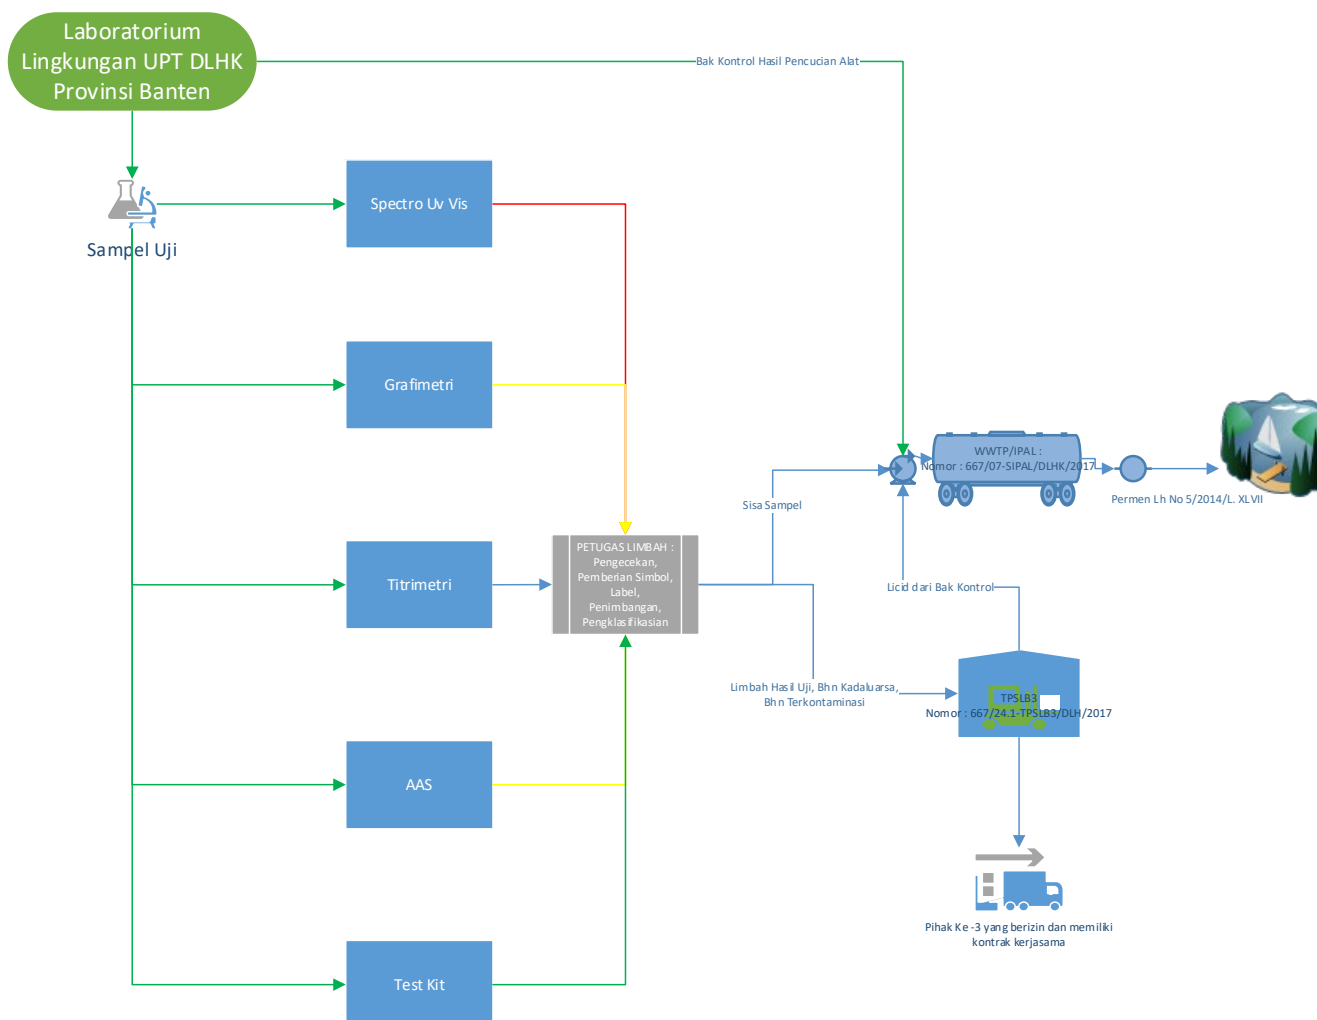 Laboratorium
Lingkungan UPT DLHK
Provinsi Banten
Bak Kontrol Hasil Pencucian Alat
Sampel Uji
Spectro Uv Vis
Grafimetri
Titrimetri
AAS
Test Kit
PETUGAS LIMBAH :
Pengecekan,
Pemberian Simbol,
Label,
Penimbangan,
Pengklasifikasian
Sisa Sampel
Limbah Hasil Uji, Bhn Kadaluarsa,
Bhn Terkontaminasi
WWTP/IPAL :
Nomor : 667/07-SIPAL/DLHK/2017
Permen Lh No 5/2014/L. XLVII
Licid dari Bak Kontrol
TPSLB3
Nomor : 667/24.1-TPSLB3/DLH/2017
Pihak Ke -3 yang berizin dan memiliki
kontrak kerjasama